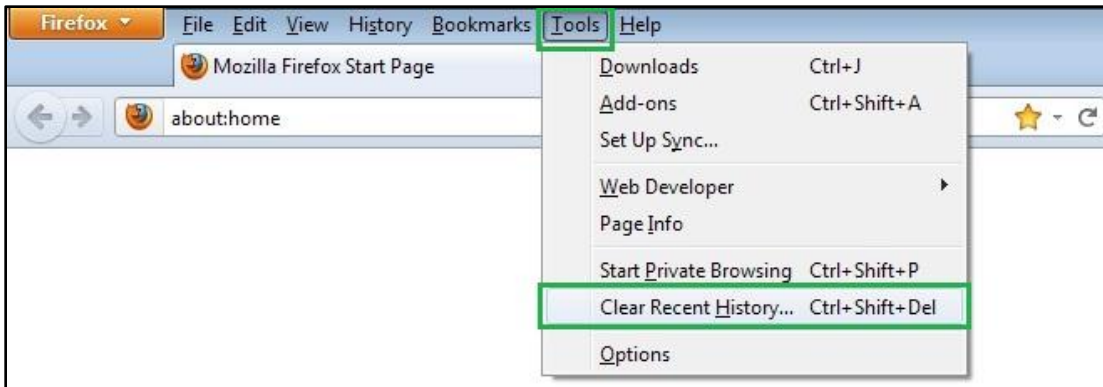 Firefox
File Edit View History Bookmarks Tools Help
Mozilla Firefox Start Page
about:home
Downloads Ctrl+J
Add-ons Ctrl+Shift+A
Set Up Sync...
Web Developer
Page Info
Start Private Browsing Ctrl+Shift+P
Clear Recent History... Ctrl+Shift+Del
Options